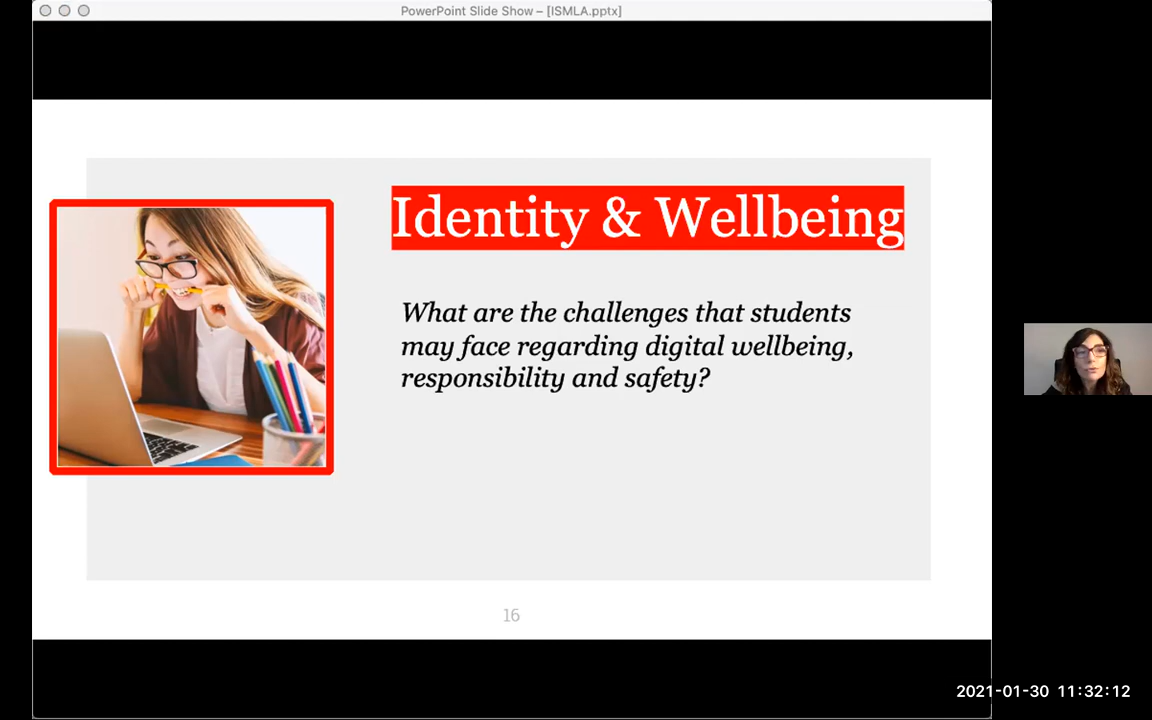 PowerPoint Slide Show – [ISMLA.pptx]
Identity & Wellbeing
What are the challenges that students
may face regarding digital wellbeing,
responsibility and safety?
16
2021-01-30 11:32:12